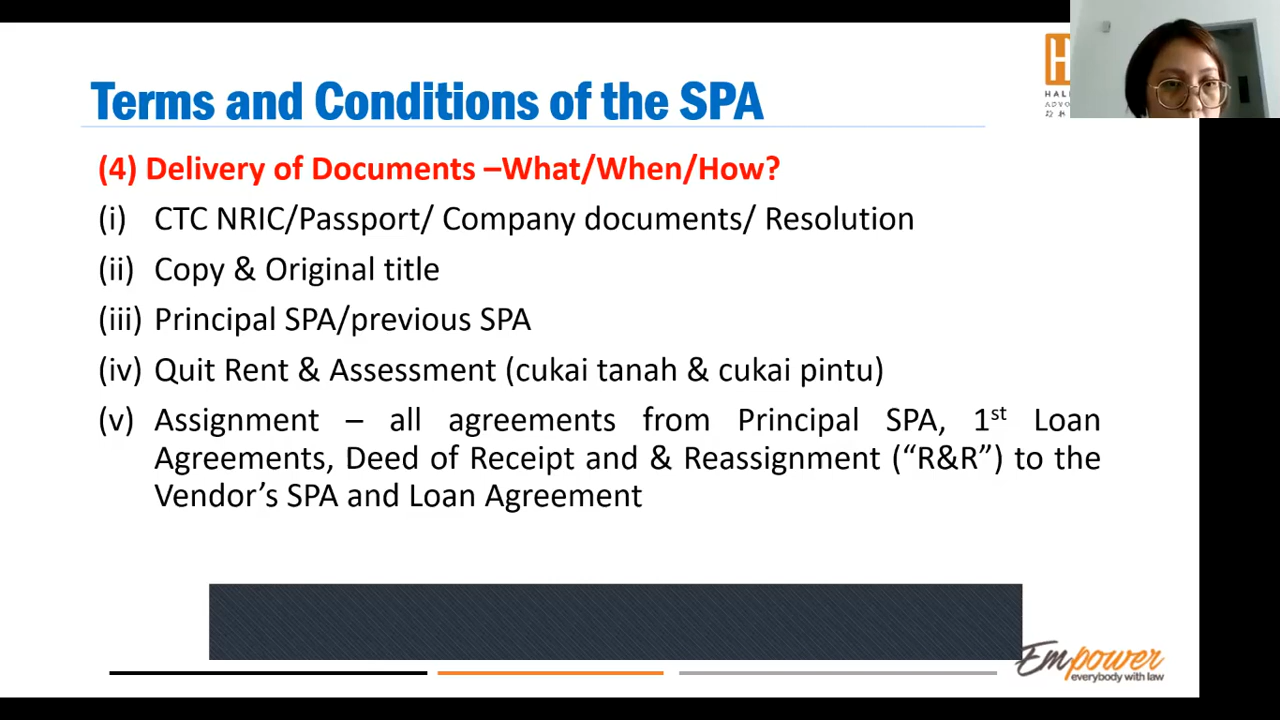 Terms and Conditions of the SPA
(4) Delivery of Documents –What/When/How?
(i) CTC NRIC/Passport/ Company documents/ Resolution
(ii) Copy & Original title
(iii) Principal SPA/previous SPA
(iv) Quit Rent & Assessment (cukai tanah & cukai pintu)
(v) Assignment – all agreements from Principal SPA, 1st Loan
Agreements, Deed of Receipt and & Reassignment (“R&R”) to the
Vendor’s SPA and Loan Agreement
Empower
everybody with law